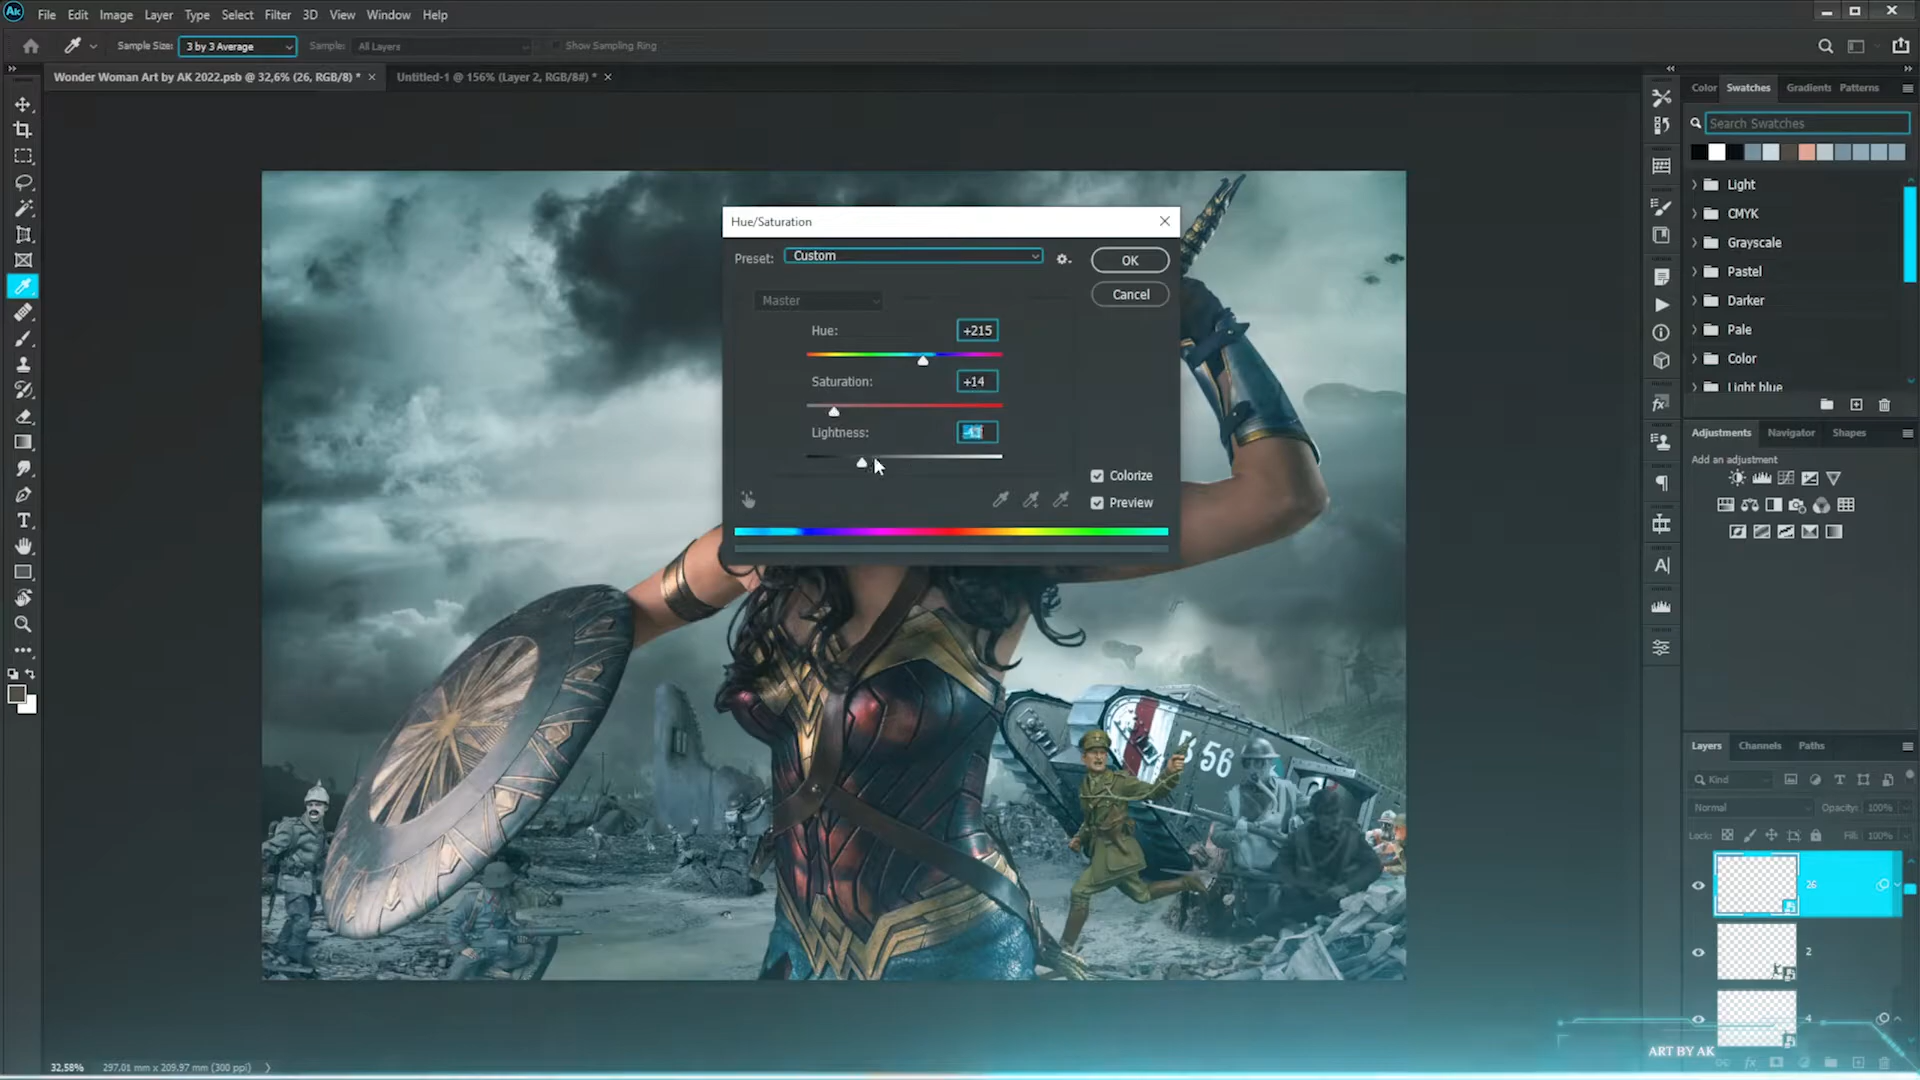 Ak File Edit Image Layer Type Select Filter 3D View Window Help
Sample Size: 3 by 3 Average Sample: All Layers Show Sampling Ring
Wonder Woman Art by AK 2022.psb @ 32,6% (26, RGB/8) * × Untitled-1 @ 156% (Layer 2, RGB/8#) * ×
Color Swatches Gradients Patterns
Search Swatches
Light
CMYK
Grayscale
Pastel
Darker
Pale
Color
Light blue
Hue/Saturation
Preset: Custom
OK
Cancel
Master
Hue: +215
Saturation: +14
Lightness:
Colorize
Preview
B 56
Adjustments Navigator Shapes
Add an adjustment
Layers Channels Paths
Kind
Normal Opacity: 100%
Lock: Fill: 100%
26
2
4
ART BY AK
32.58% 297.01 mm x 209.97 mm (300 ppi)